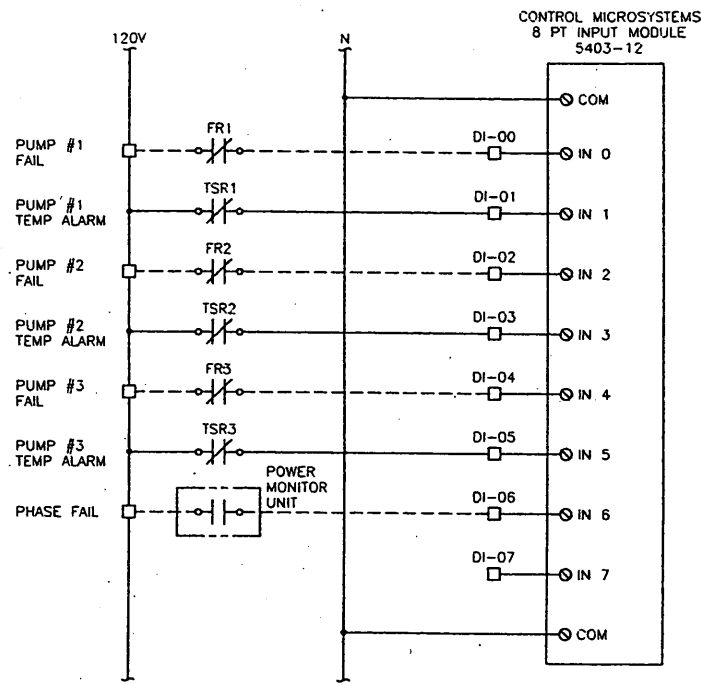 CONTROL MICROSYSTEMS
8 PT INPUT MODULE
5403-12
120V
N
COM
PUMP #1
FAIL
FR1
DI-00
IN 0
PUMP #1
TEMP ALARM
TSR1
DI-01
IN 1
PUMP #2
FAIL
FR2
DI-02
IN 2
PUMP #2
TEMP ALARM
TSR2
DI-03
IN 3
PUMP #3
FAIL
FR3
DI-04
IN 4
PUMP #3
TEMP ALARM
TSR3
DI-05
IN 5
POWER
MONITOR
UNIT
PHASE FAIL
DI-06
IN 6
DI-07
IN 7
COM